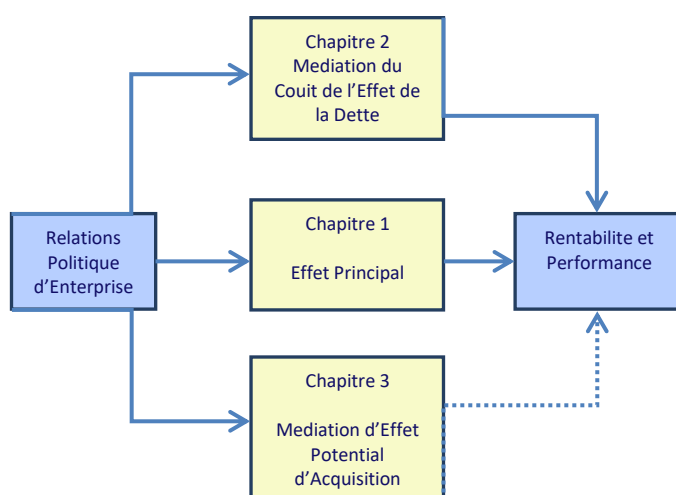 Chapitre 2
Mediation du
Couit de l'Effet de
la Dette
Relations
Politique
d'Enterprise
Chapitre 1
Effet Principal
Rentabilite et
Performance
Chapitre 3
Mediation d'Effet
Potential
d'Acquisition